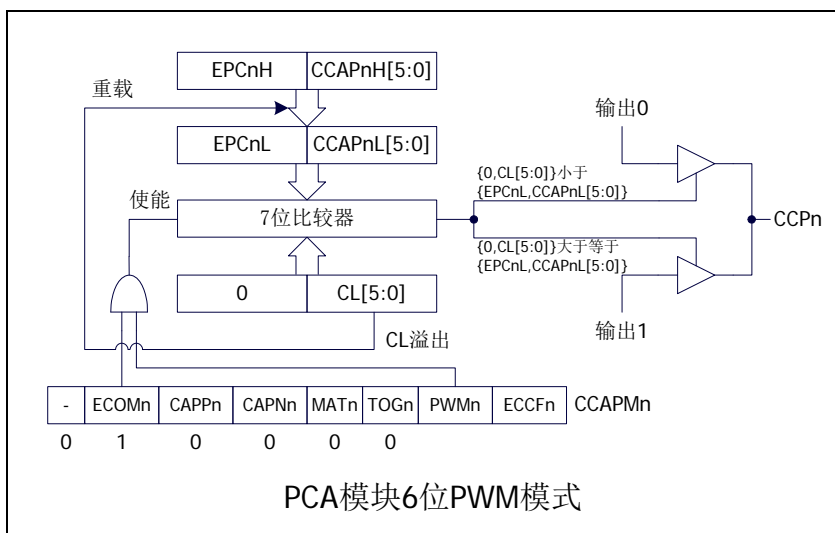 EPCnH CCAPnH[5:0]
重载
输出0
EPCnL CCAPnL[5:0]
{0,CL[5:0]}小于
{EPCnL,CCAPnL[5:0]}
使能
7位比较器
CCPn
{0,CL[5:0]}大于等于
{EPCnL,CCAPnL[5:0]}
0 CL[5:0]
输出1
CL溢出
- ECOMn CAPPn CAPNn MATn TOGn PWMn ECCFn CCAPMn
0 1 0 0 0 0
PCA模块6位PWM模式